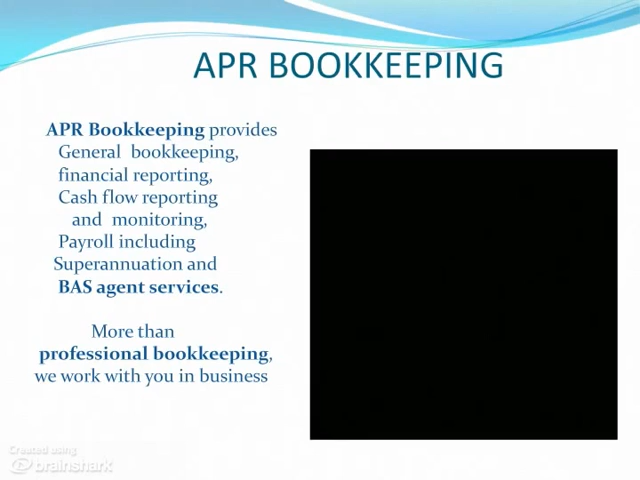 APR BOOKKEEPING
APR Bookkeeping provides
General bookkeeping,
financial reporting,
Cash flow reporting
and monitoring,
Payroll including
Superannuation and
BAS agent services.
More than
professional bookkeeping,
we work with you in business
Created using
brainshark